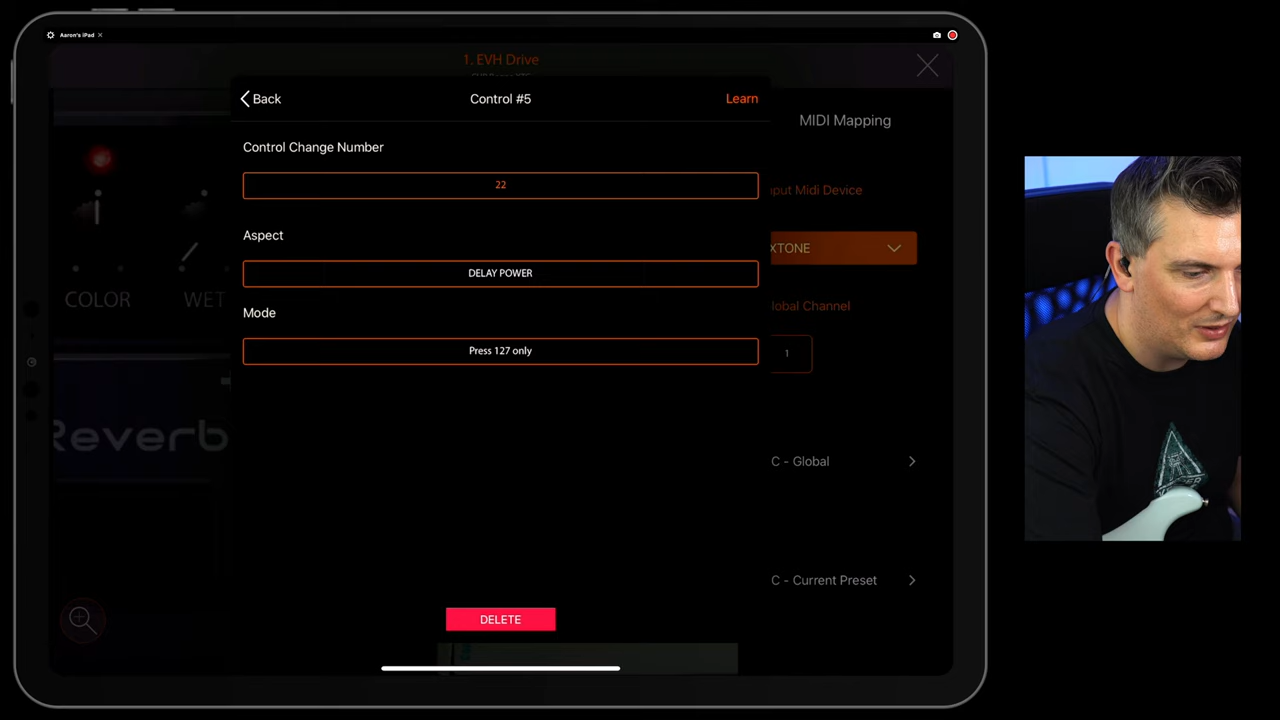 Aaron's iPad
1. EVH Drive
Back
Control #5
Learn
Control Change Number
22
Aspect
DELAY POWER
Mode
Press 127 only
DELETE
MIDI Mapping
put Midi Device
XTONE
lobal Channel
1
C - Global
C - Current Preset
COLOR
WET
Reverb